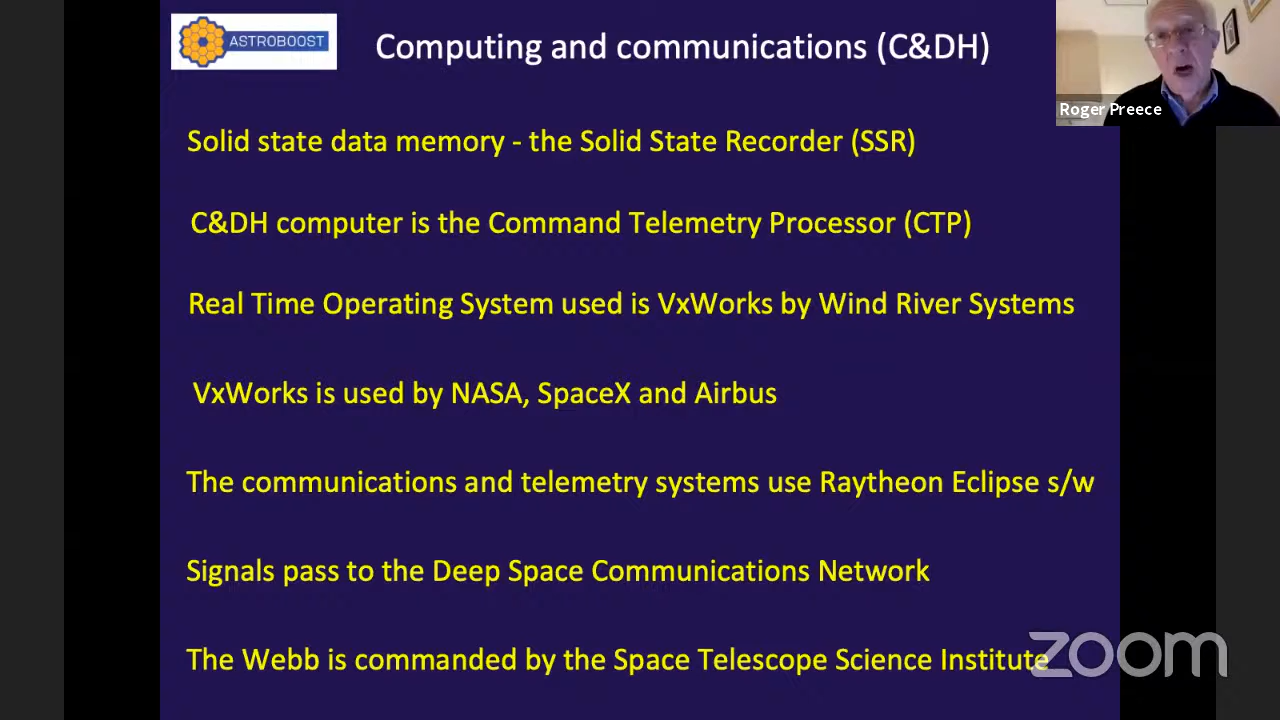 ASTROBOOST
Computing and communications (C&DH)
Roger Preece
Solid state data memory - the Solid State Recorder (SSR)
C&DH computer is the Command Telemetry Processor (CTP)
Real Time Operating System used is VxWorks by Wind River Systems
VxWorks is used by NASA, SpaceX and Airbus
The communications and telemetry systems use Raytheon Eclipse s/w
Signals pass to the Deep Space Communications Network
The Webb is commanded by the Space Telescope Science Institute
zoom